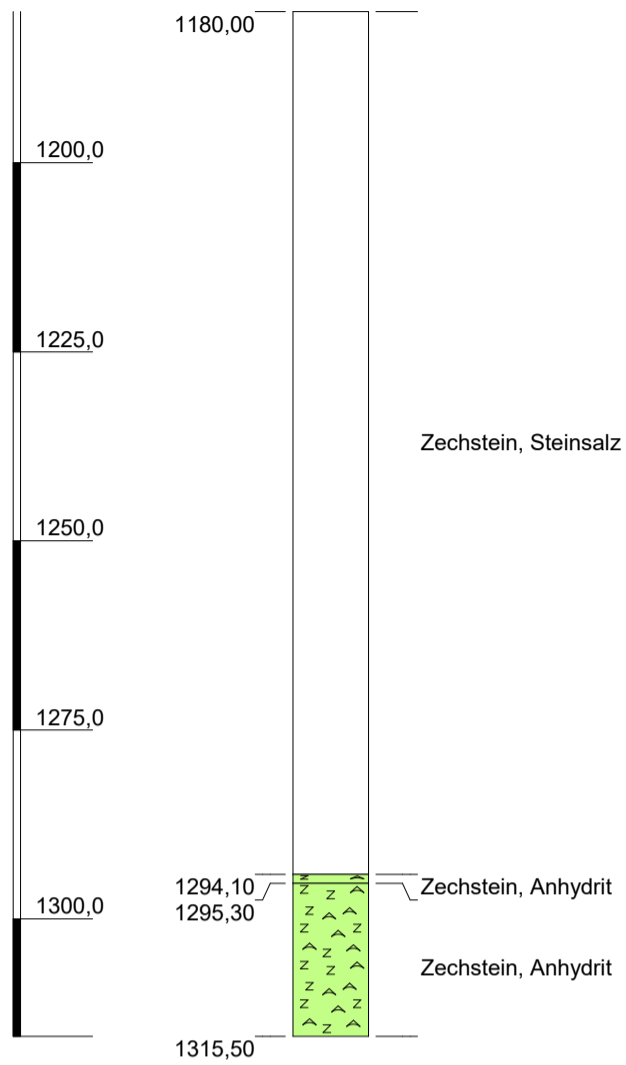 1180,00
1200,0
1225,0
Zechstein, Steinsalz
1250,0
1275,0
1294,10 Zechstein, Anhydrit
1300,0 1295,30
Zechstein, Anhydrit
1315,50